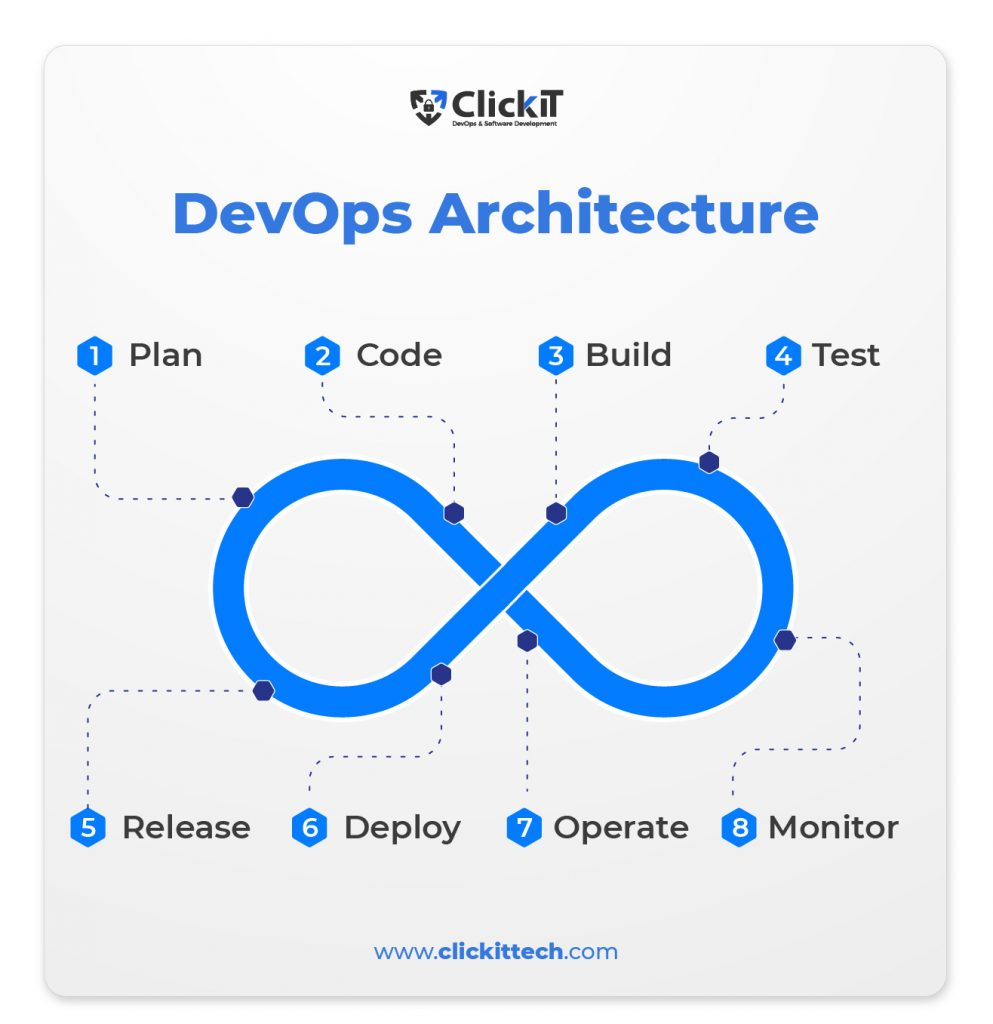 ClickIT
DevOps & Software Development
DevOps Architecture
1 Plan
2 Code
3 Build
4 Test
5 Release
6 Deploy
7 Operate
8 Monitor
www.clickittech.com